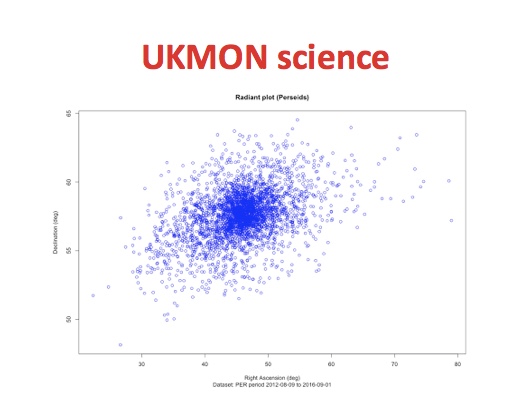 UKMON science
Radiant plot (Perseids)
65
60
55
50
Declination (deg)
30 40 50 60 70 80
Right Ascension (deg)
Dataset: PER period 2012-08-09 to 2016-09-01